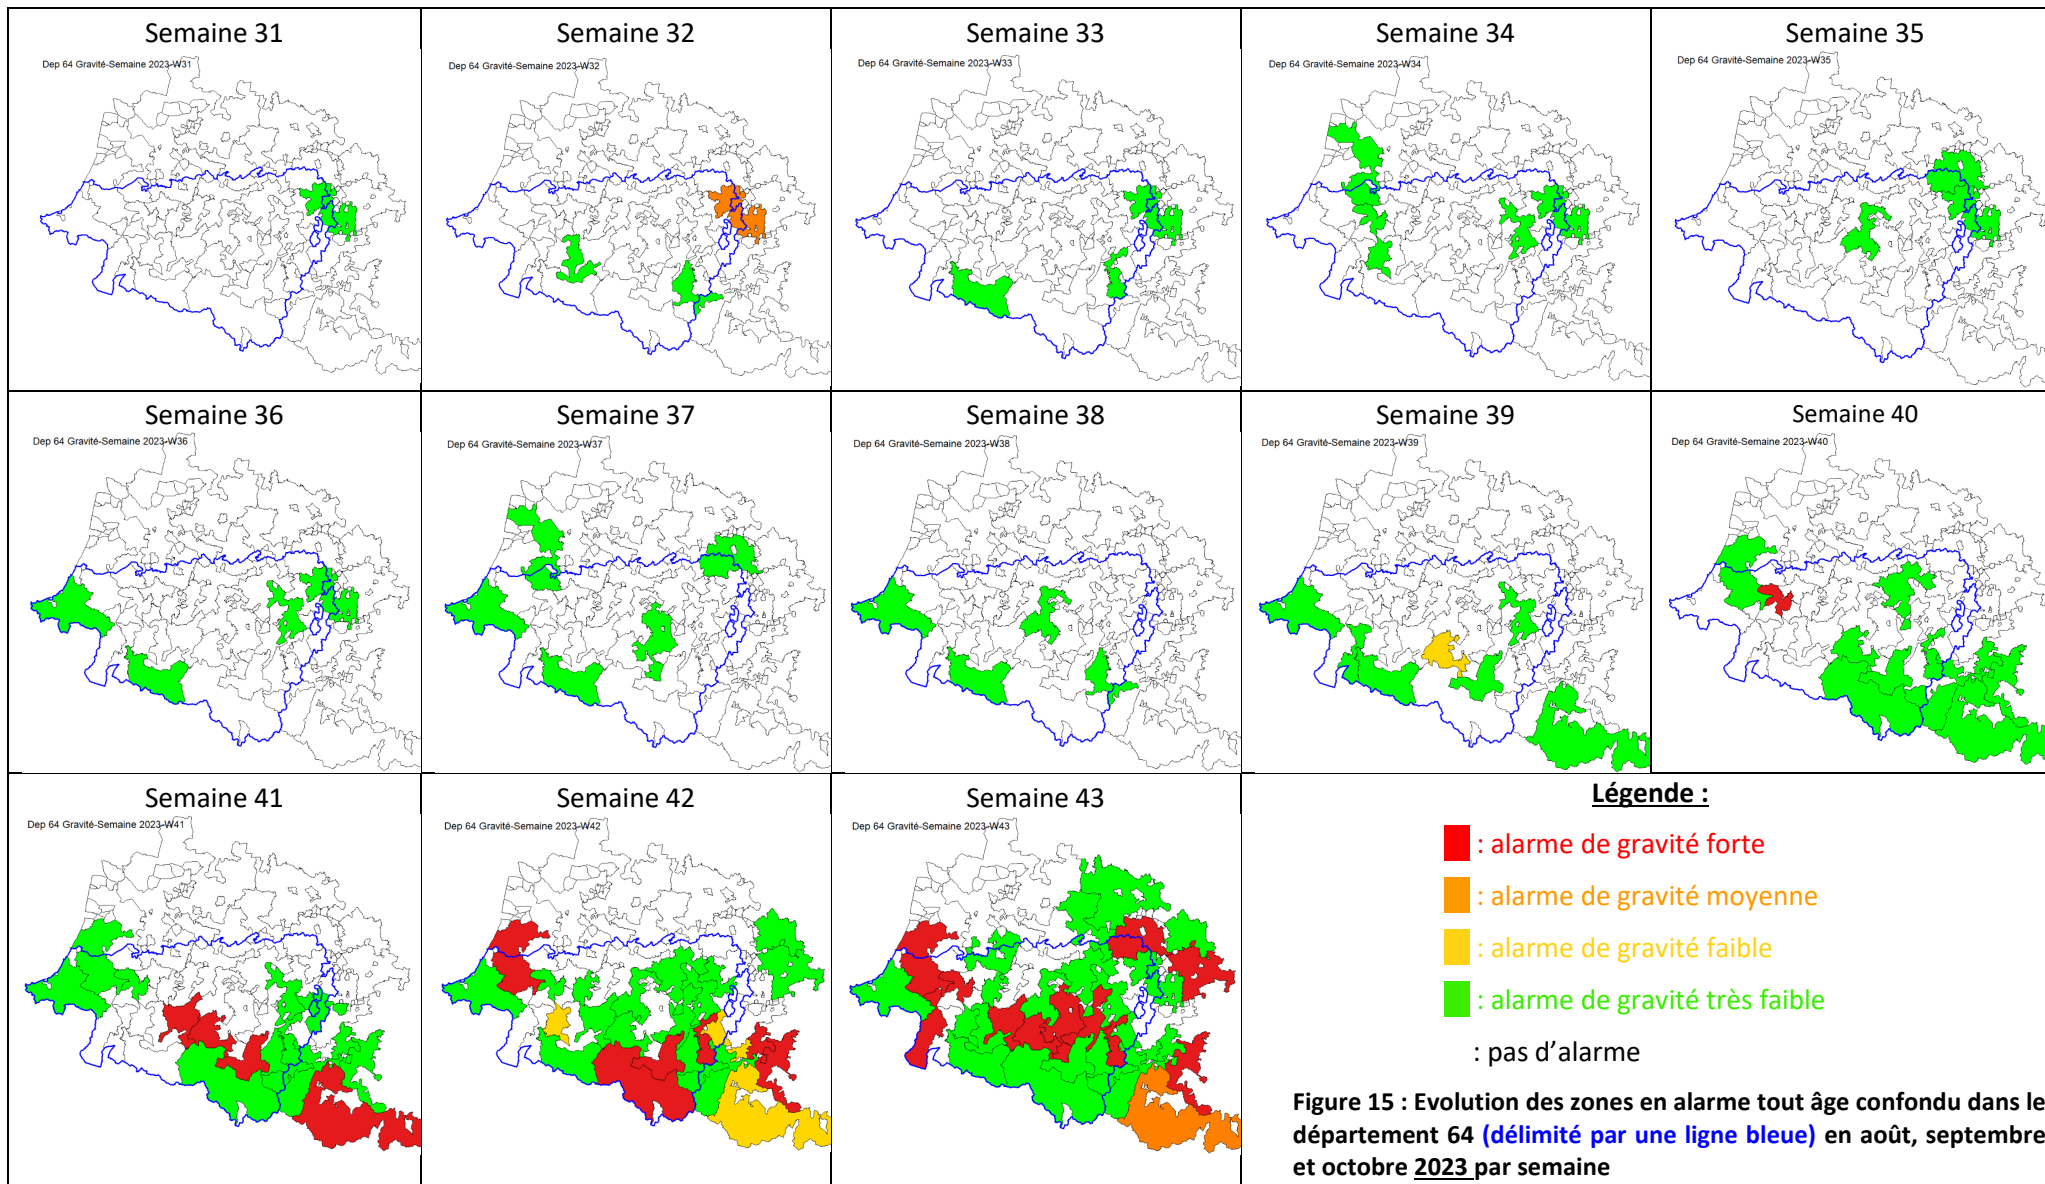 Semaine 31
Dep 64 Gravité-Semaine 2023-W31
Semaine 32
Dep 64 Gravité-Semaine 2023-W32
Semaine 33
Dep 64 Gravité-Semaine 2023-W33
Semaine 34
Dep 64 Gravité-Semaine 2023-W34
Semaine 35
Dep 64 Gravité-Semaine 2023-W35
Semaine 36
Dep 64 Gravité-Semaine 2023-W36
Semaine 37
Dep 64 Gravité-Semaine 2023-W37
Semaine 38
Dep 64 Gravité-Semaine 2023-W38
Semaine 39
Dep 64 Gravité-Semaine 2023-W39
Semaine 40
Dep 64 Gravité-Semaine 2023-W40
Semaine 41
Dep 64 Gravité-Semaine 2023-W41
Semaine 42
Dep 64 Gravité-Semaine 2023-W42
Semaine 43
Dep 64 Gravité-Semaine 2023-W43
Légende :
: alarme de gravité forte
: alarme de gravité moyenne
: alarme de gravité faible
: alarme de gravité très faible
: pas d'alarme
Figure 15 : Evolution des zones en alarme tout âge confondu dans le
département 64 (délimité par une ligne bleue) en août, septembre
et octobre 2023 par semaine